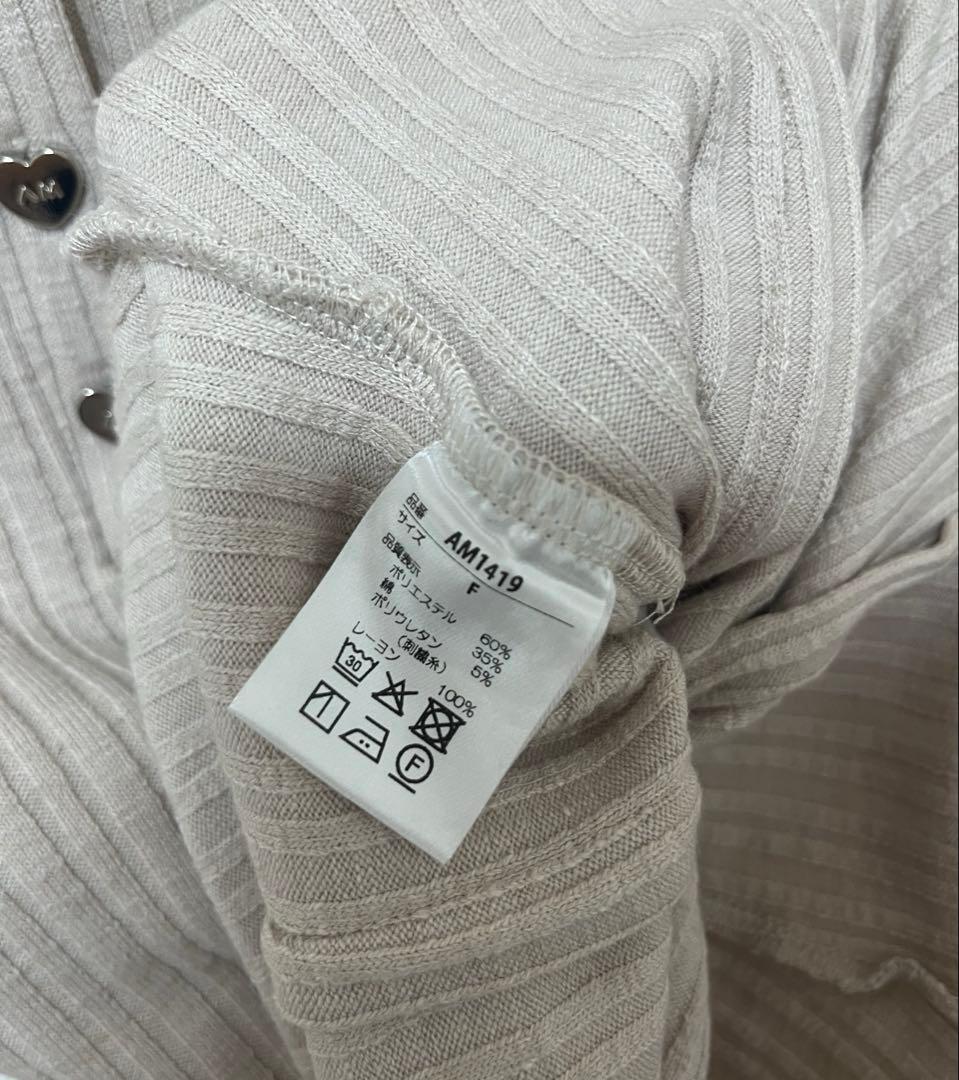 AM
品番 AM1419
サイズ F
品質表示
ポリエステル 60%
綿 35%
ポリウレタン 5%
(刺繍糸)
レーヨン 100%
30
F